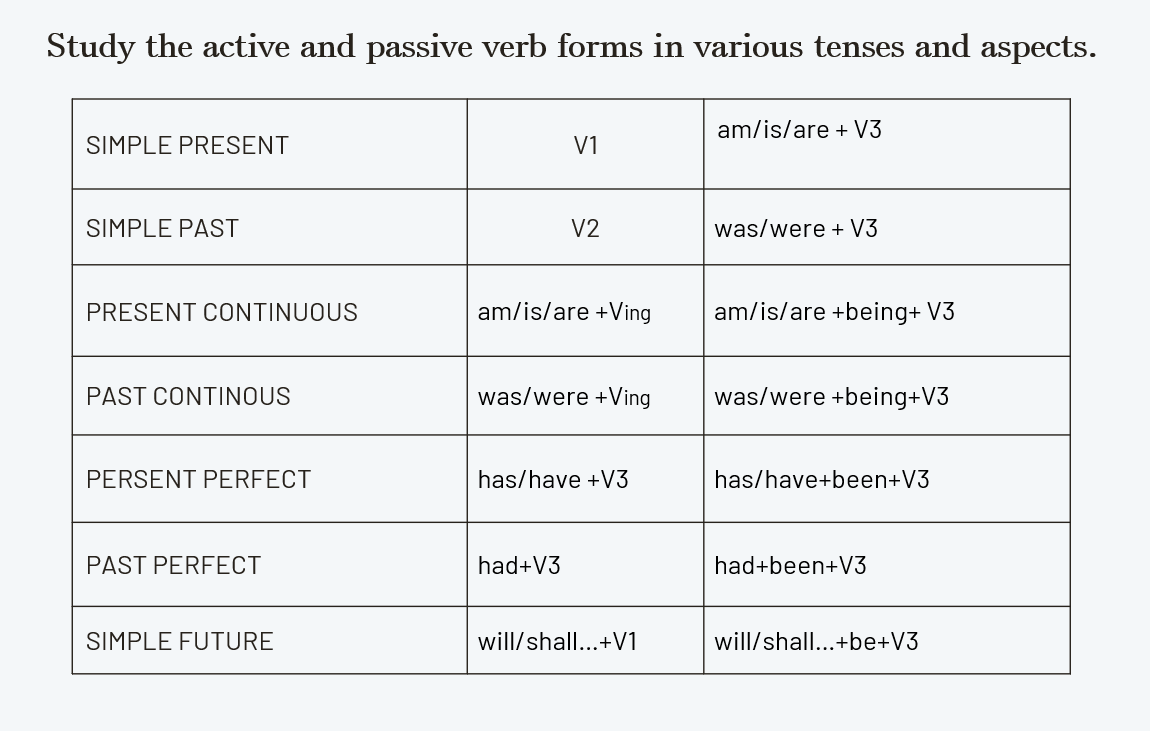 Study the active and passive verb forms in various tenses and aspects.
SIMPLE PRESENT V1 am/is/are + V3
SIMPLE PAST V2 was/were + V3
PRESENT CONTINUOUS am/is/are +Ving am/is/are +being+ V3
PAST CONTINOUS was/were +Ving was/were +being+V3
PERSENT PERFECT has/have +V3 has/have+been+V3
PAST PERFECT had+V3 had+been+V3
SIMPLE FUTURE will/shall...+V1 will/shall...+be+V3